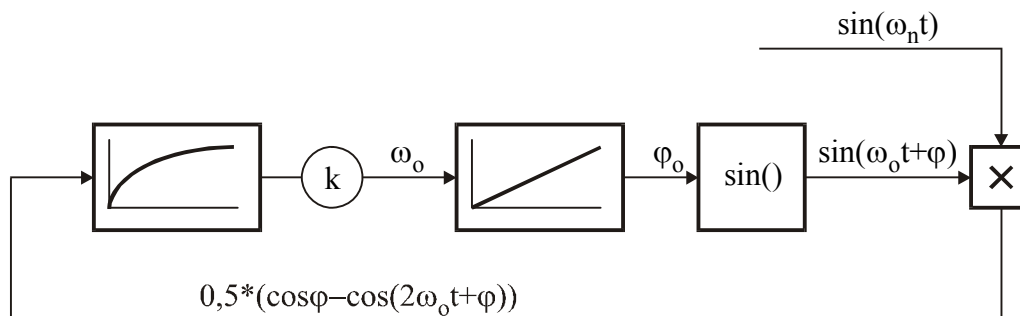 sin(ωₙt)
k
ωₒ
φₒ
sin()
sin(ωₒt+φ)
×
0,5*(cosφ−cos(2ωₒt+φ))